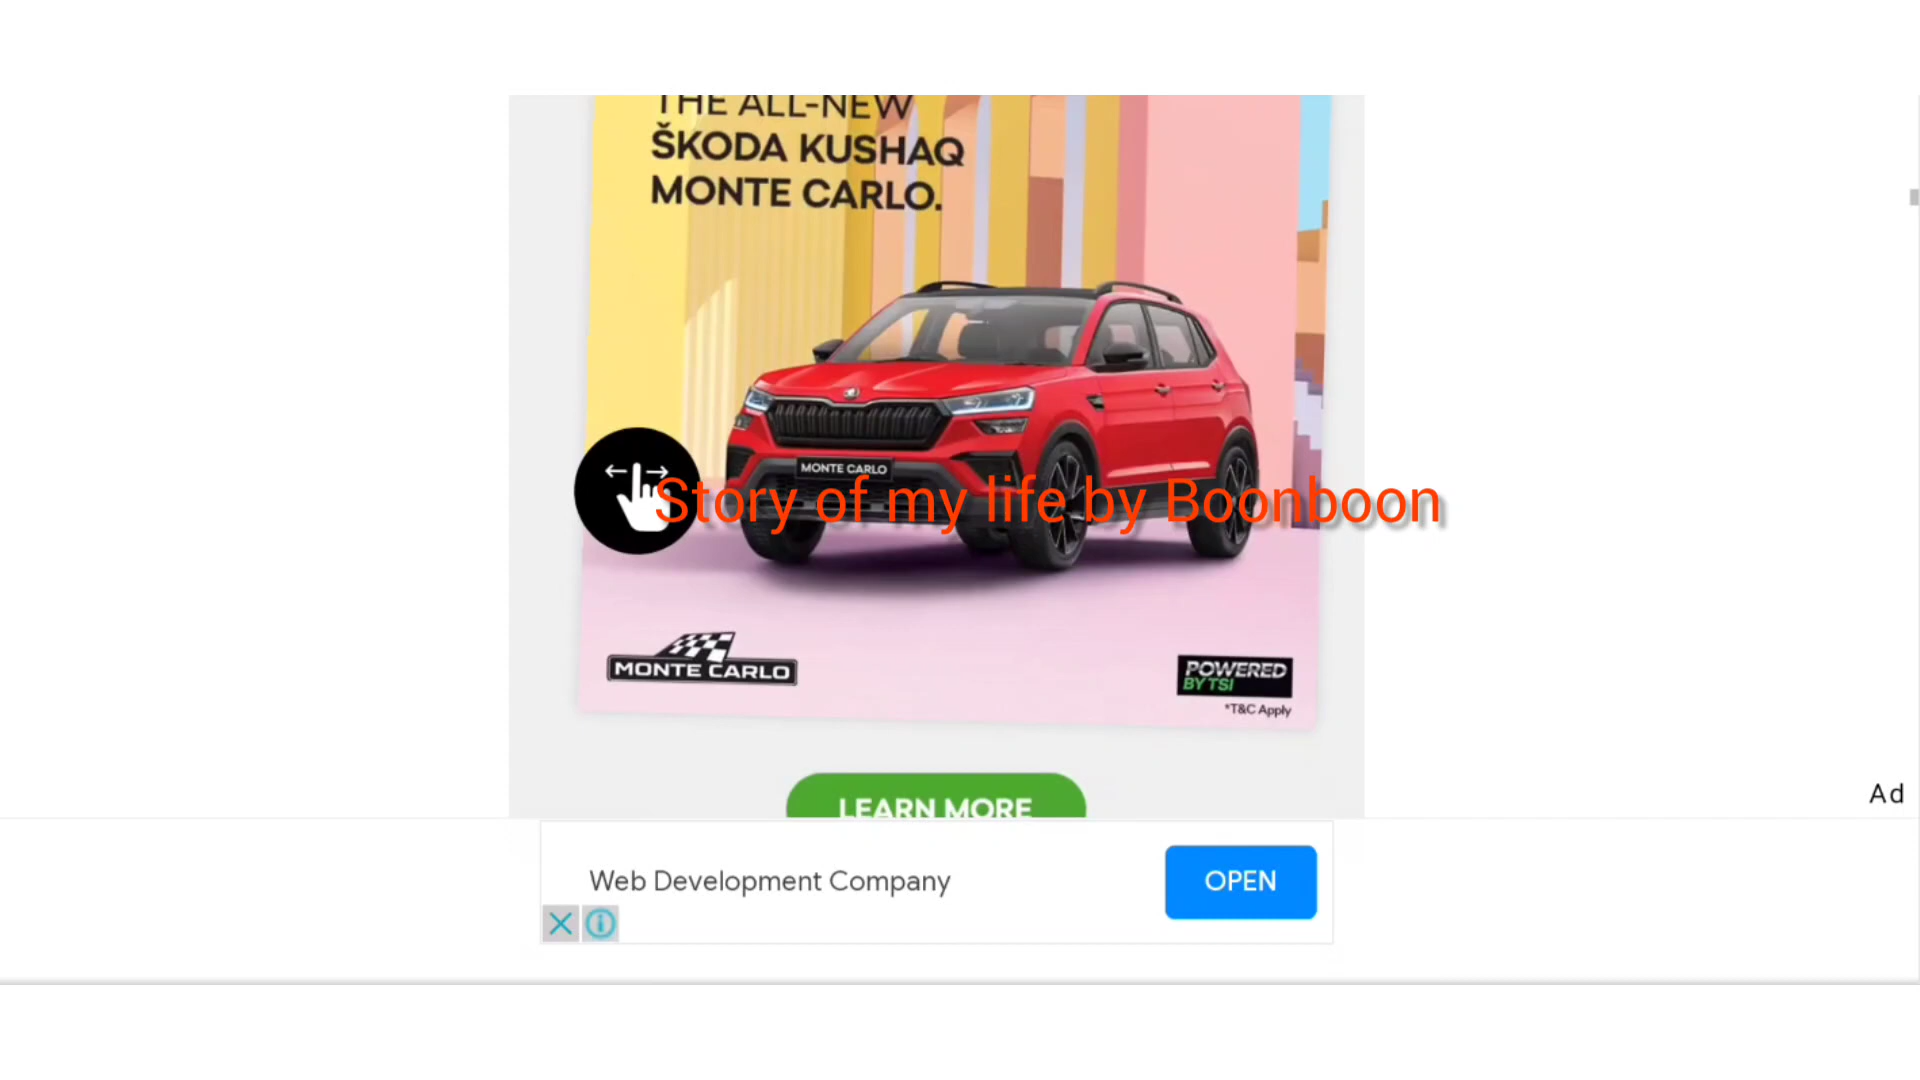 THE ALL-NEW
ŠKODA KUSHAQ
MONTE CARLO.
MONTE CARLO
Story of my life by Boonboon
MONTE CARLO
POWERED
BY TSI
*T&C Apply
Ad
LEARN MORE
Web Development Company
OPEN